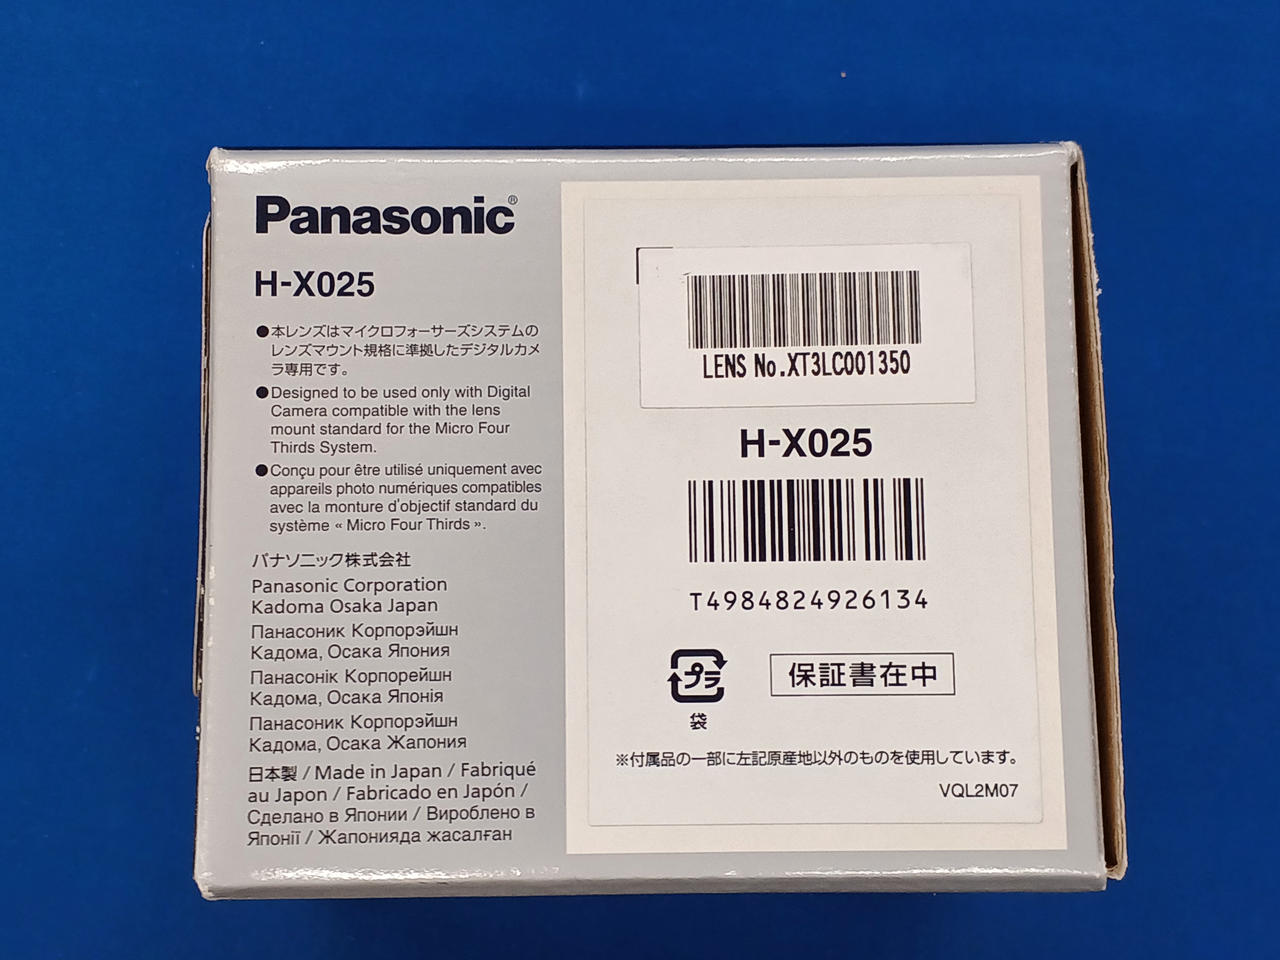 Panasonic®
H-X025
●本レンズはマイクロフォーサーズシステムの
レンズマウント規格に準拠したデジタルカメ
ラ専用です。
●Designed to be used only with Digital
Camera compatible with the lens
mount standard for the Micro Four
Thirds System.
●Conçu pour être utilisé uniquement avec
appareils photo numériques compatibles
avec la monture d'objectif standard du
système « Micro Four Thirds ».
パナソニック株式会社
Panasonic Corporation
Kadoma Osaka Japan
Панасоник Корпорэйшн
Кадома, Осака Япония
Панасонік Корпорейшн
Кадома, Осака Японія
Панасоник Корпорэйшн
Кадома, Осака Жапония
日本製 / Made in Japan / Fabriqué
au Japon / Fabricado en Japón /
Сделано в Японии / Вироблено в
Японії / Жапонияда жасалған
LENS No.XT3LC001350
H-X025
T4984824926134
プラ
袋
保証書在中
※付属品の一部に左記原産地以外のものを使用しています。
VQL2M07